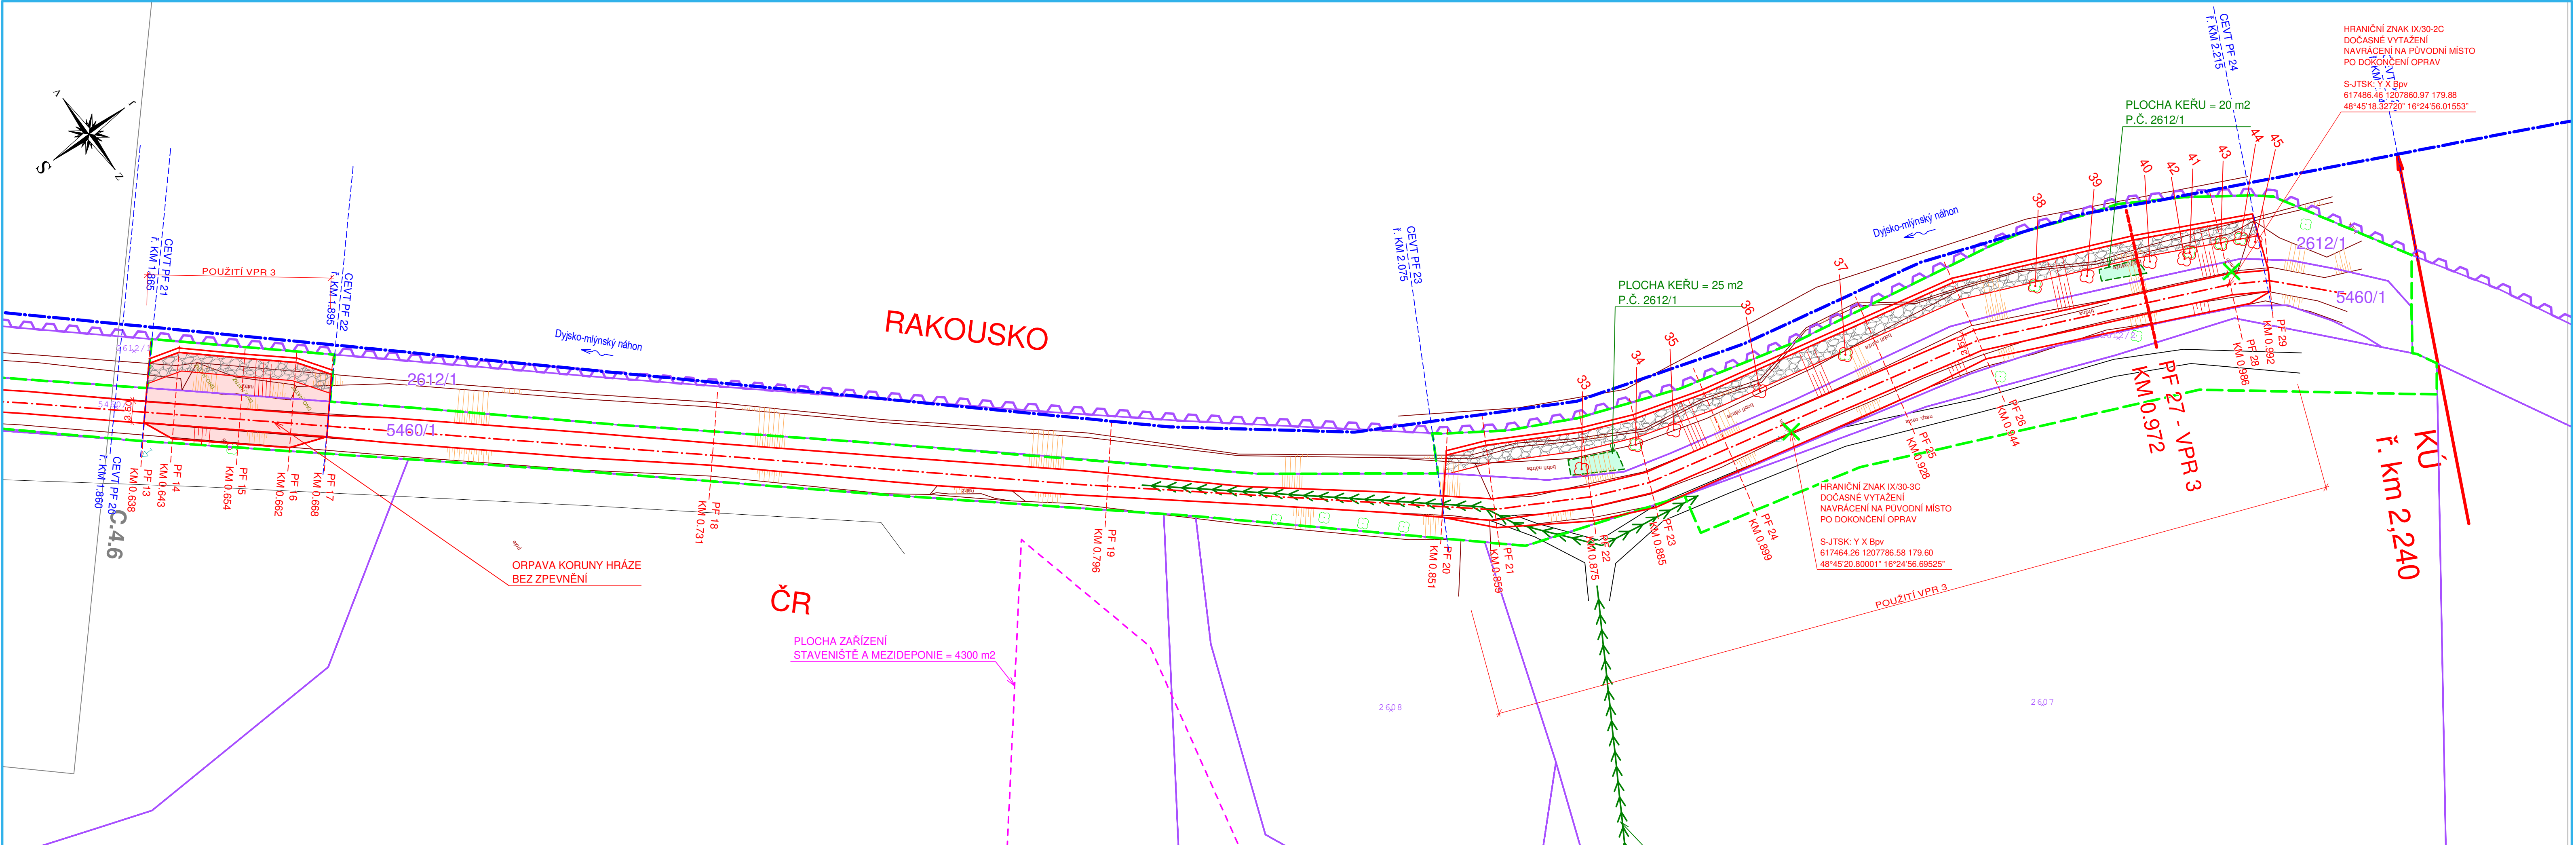 HRANIČNÍ ZNAK IX/30-2C
DOČASNÉ VYTAŽENÍ
NAVRÁCENÍ NA PŮVODNÍ MÍSTO
PO DOKONČENÍ OPRAV
S-JTSK: Y X Bpv
617486.46 1207860.97 179.88
48°45'18.32720" 16°24'56.01553"
CEVT PF 24
ř. KM 2.215
PLOCHA KEŘU = 20 m2
P.Č. 2612/1
44
45
43
41
42
40
39
38
37
36
35
34
33
Dyjsko-mlýnský náhon
2612/1
5460/1
CEVT PF 21
ř. KM 1.865
POUŽITÍ VPR 3
CEVT PF 22
ř. KM 1.895
CEVT PF 23
ř. KM 2.075
PLOCHA KEŘU = 25 m2
P.Č. 2612/1
RAKOUSKO
Dyjsko-mlýnský náhon
2612/1
5460/1
S
3.50
3.50
CEVT PF 20
ř. KM 1.860
PF 13
KM 0.638
PF 14
KM 0.643
PF 15
KM 0.654
PF 16
KM 0.662
PF 17
KM 0.668
PF 18
KM 0.731
PF 19
KM 0.796
PF 20
KM 0.851
PF 21
KM 0.859
PF 22
KM 0.875
PF 23
KM 0.885
PF 24
KM 0.899
PF 25
KM 0.928
PF 26
KM 0.944
PF 27 - VPR 3
KM 0.972
PF 28
KM 0.986
PF 29
KM 0.992
KÚ
ř. km 2,240
C.4.6
ORPAVA KORUNY HRÁZE
BEZ ZPEVNĚNÍ
ČR
PLOCHA ZAŘÍZENÍ
STAVENIŠTĚ A MEZIDEPONIE = 4300 m2
HRANIČNÍ ZNAK IX/30-3C
DOČASNÉ VYTAŽENÍ
NAVRÁCENÍ NA PŮVODNÍ MÍSTO
PO DOKONČENÍ OPRAV
S-JTSK: Y X Bpv
617464.26 1207786.58 179.60
48°45'20.80001" 16°24'56.69525"
POUŽITÍ VPR 3
2608
2607